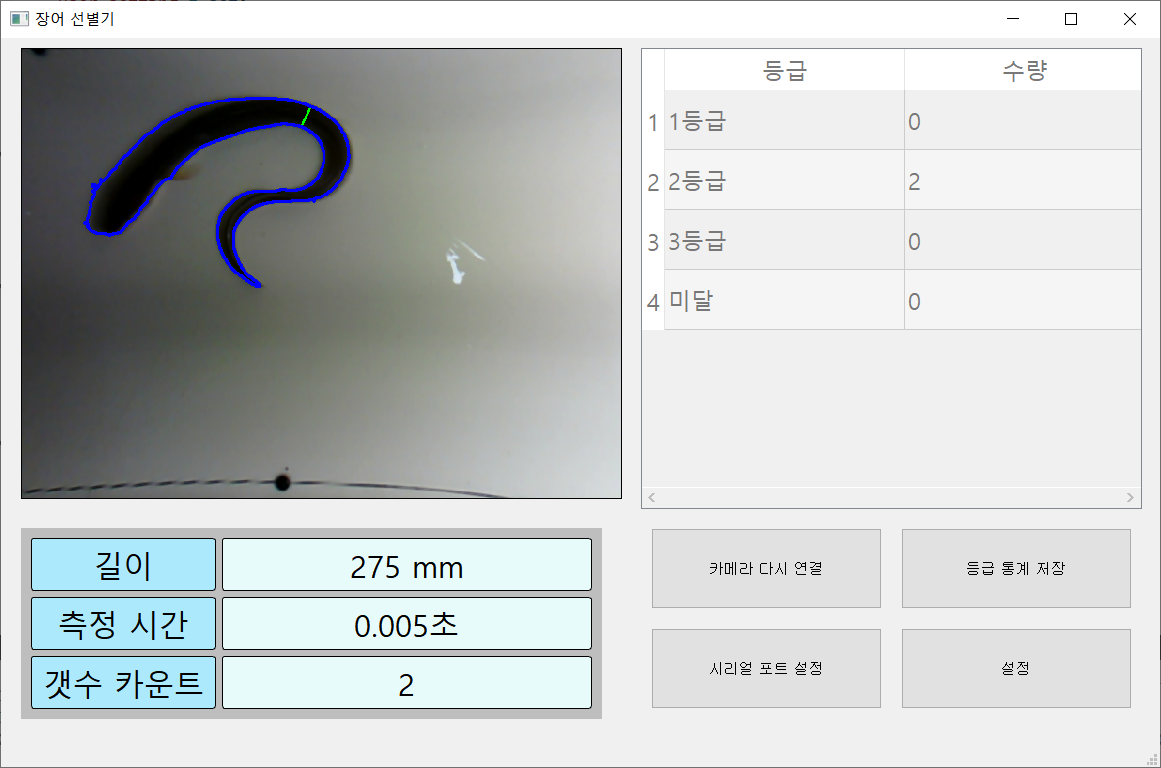 장어 선별기
등급 수량
1 1등급 0
2 2등급 2
3 3등급 0
4 미달 0
길이 275 mm
측정 시간 0.005초
갯수 카운트 2
카메라 다시 연결 등급 통계 저장
시리얼 포트 설정 설정